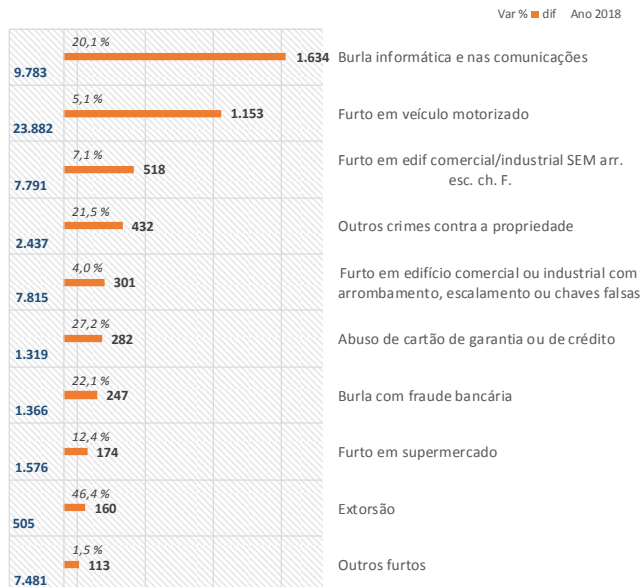 Var % dif Ano 2018
20,1 %
1.634 Burla informática e nas comunicações
9.783
5,1 %
1.153 Furto em veículo motorizado
23.882
7,1 %
518 Furto em edif comercial/industrial SEM arr.
esc. ch. F.
7.791
21,5 %
432 Outros crimes contra a propriedade
2.437
4,0 %
301 Furto em edifício comercial ou industrial com
arrombamento, escalamento ou chaves falsas
7.815
27,2 %
282 Abuso de cartão de garantia ou de crédito
1.319
22,1 %
247 Burla com fraude bancária
1.366
12,4 %
174 Furto em supermercado
1.576
46,4 %
160 Extorsão
505
1,5 %
113 Outros furtos
7.481